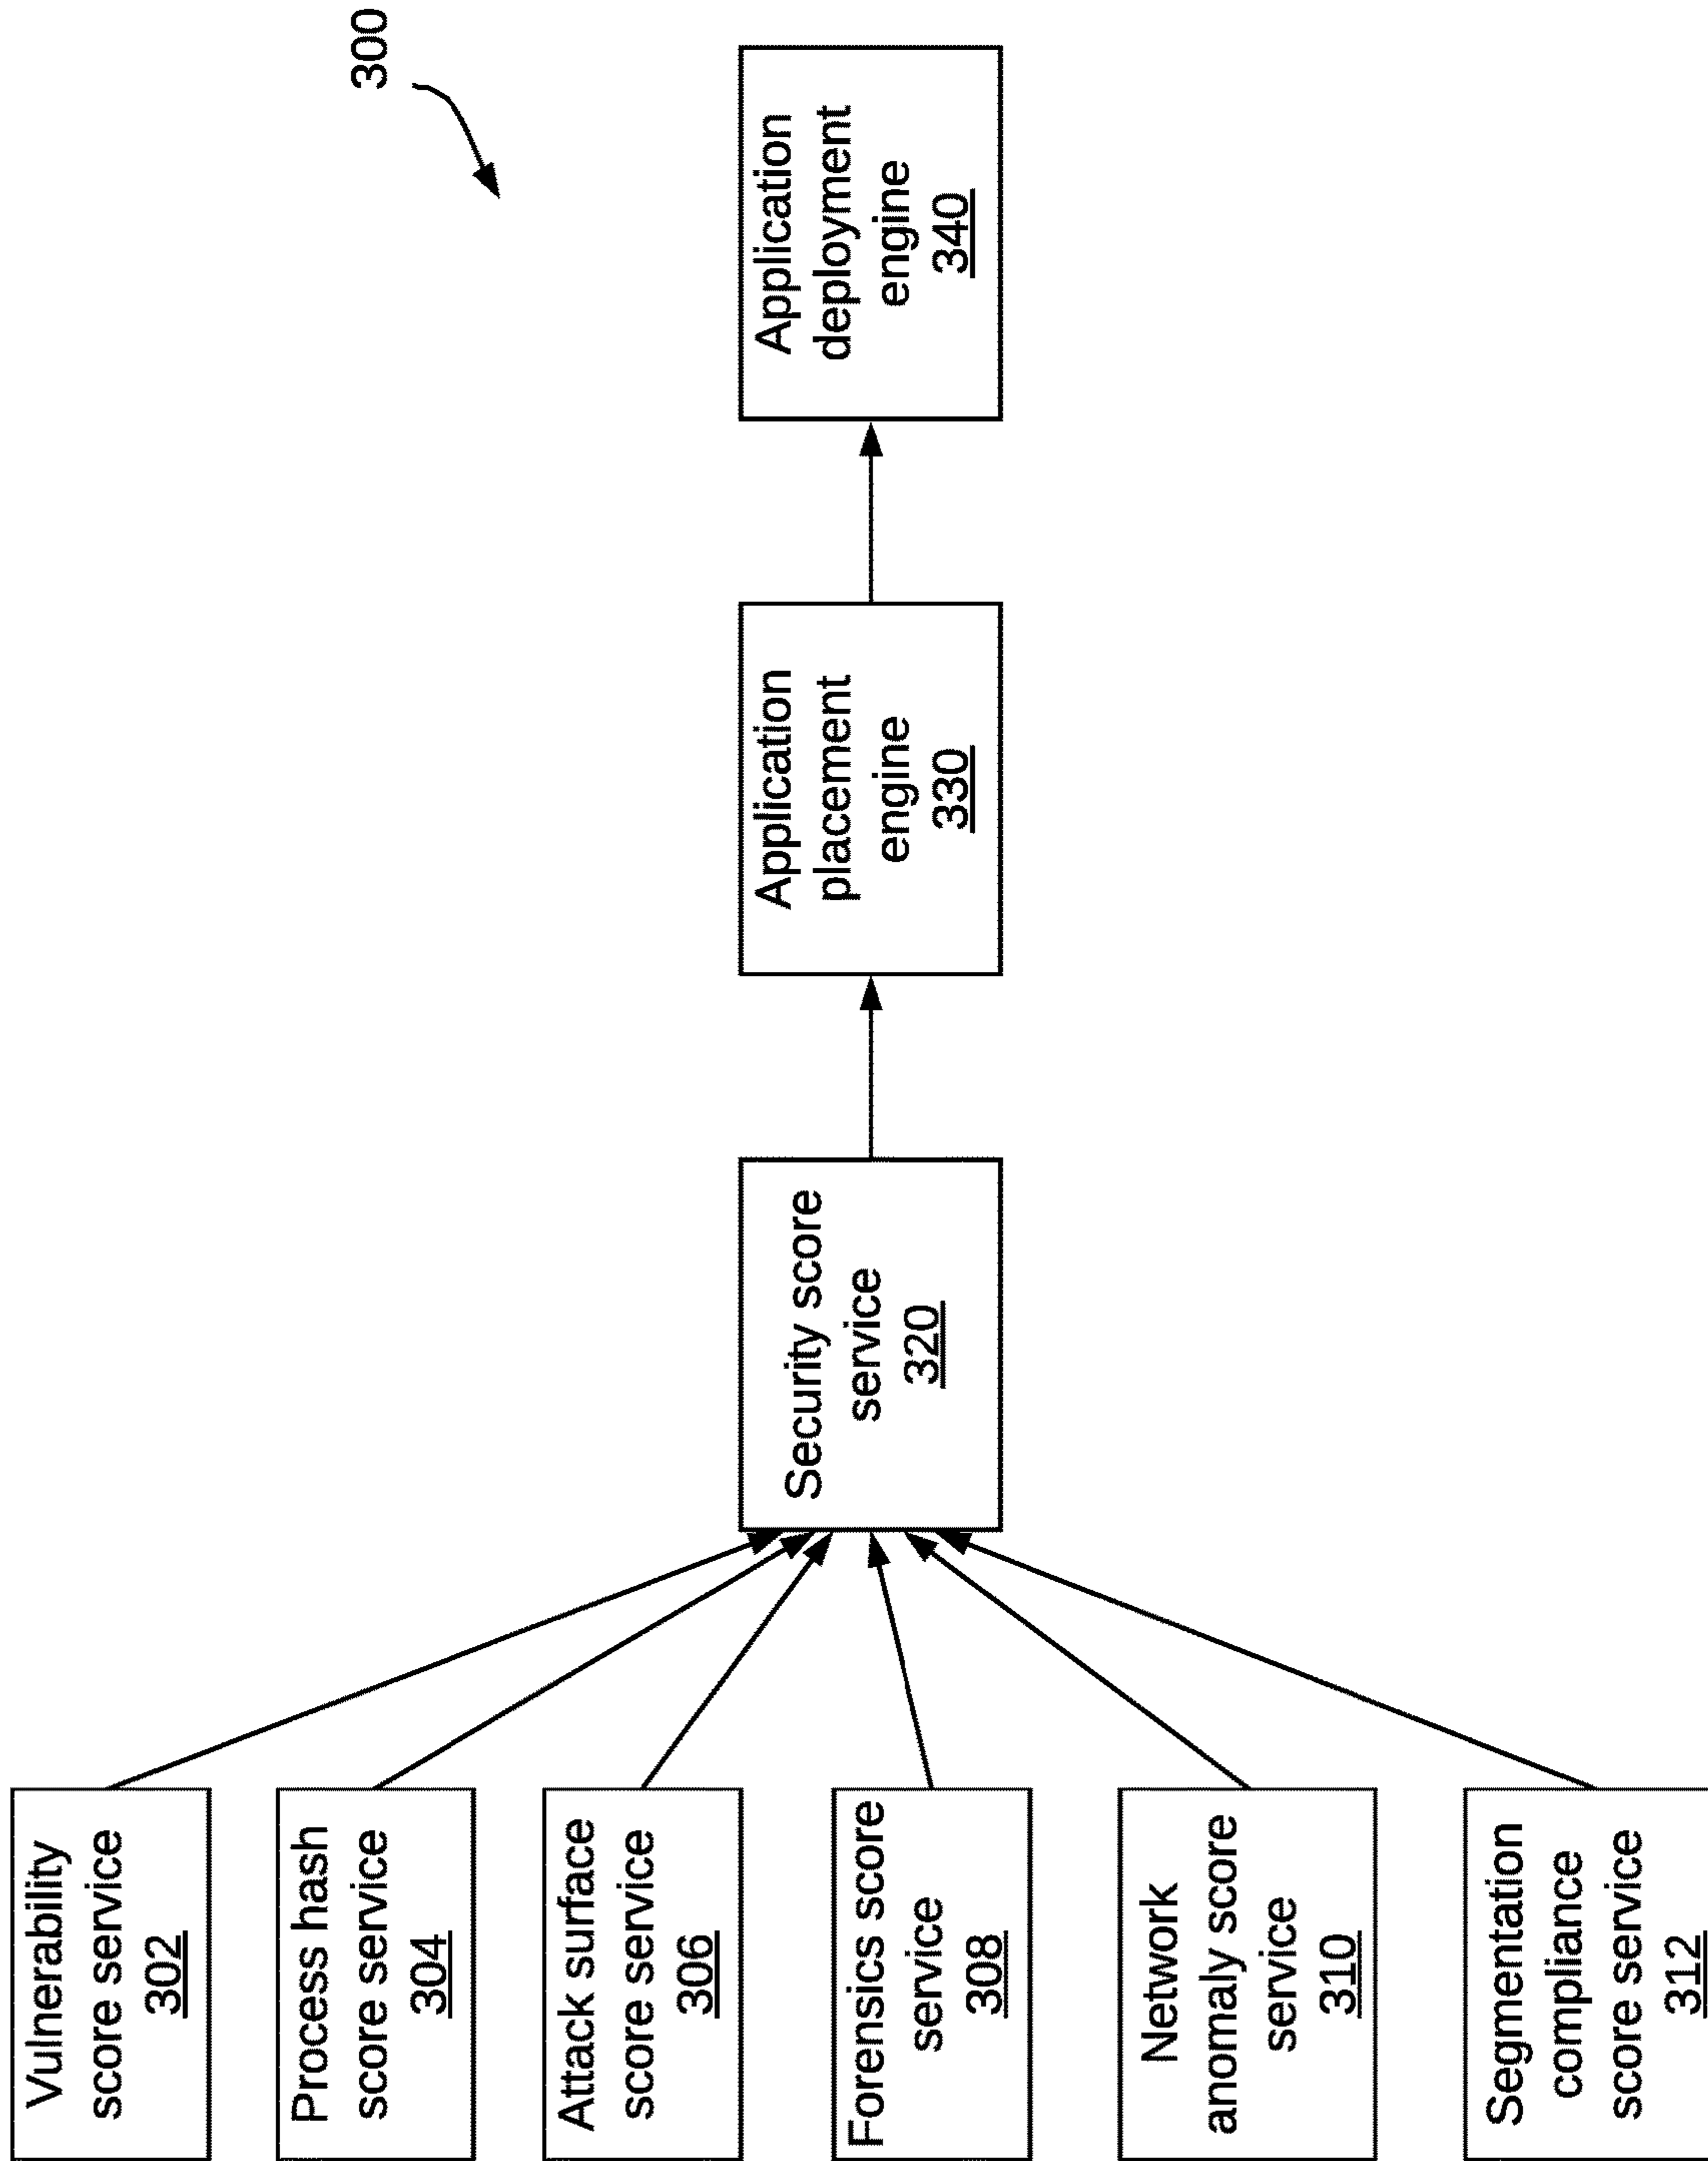 300
Vulnerability
score service
302
Process hash
score service
304
Attack surface
score service
306
Forensics score
service
308
Network
anomaly score
service
310
Segmentation
compliance
score service
312
Security score
service
320
Application
placement
engine
330
Application
deployment
engine
340